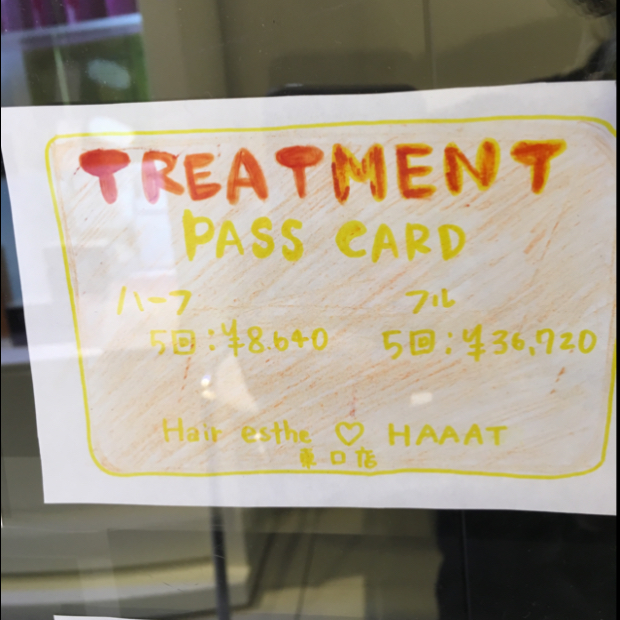 TREATMENT
PASS CARD
ハーフ フル
5回:¥8.640 5回:¥36,720
Hair esthe ♡ HAAAT
東口店